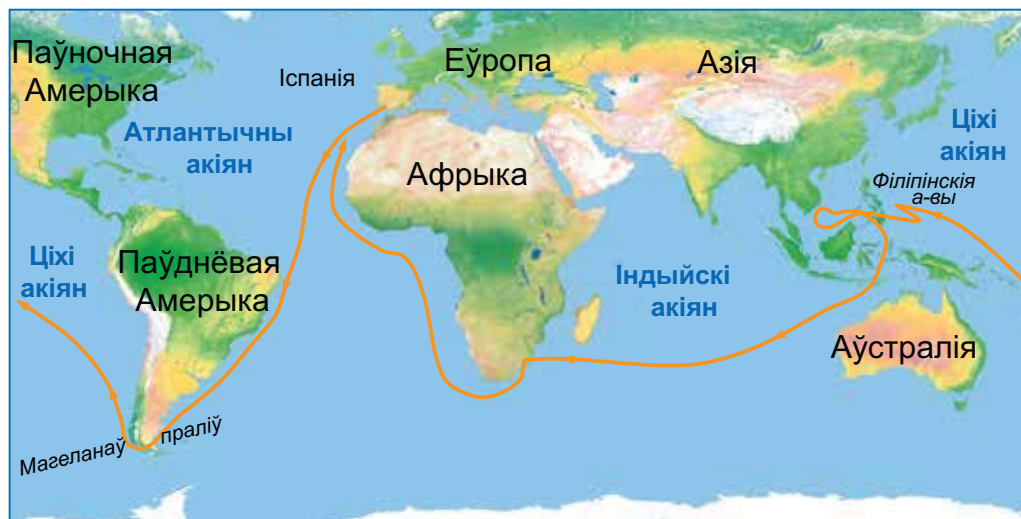 Паўночная
Амерыка
Іспанія
Еўропа
Азія
Атлантычны
акіян
Ціхі
акіян
Афрыка
Філіпінскія
а-вы
Ціхі
акіян
Паўднёвая
Амерыка
Індыйскі
акіян
Аўстралія
Магеланаў
праліў